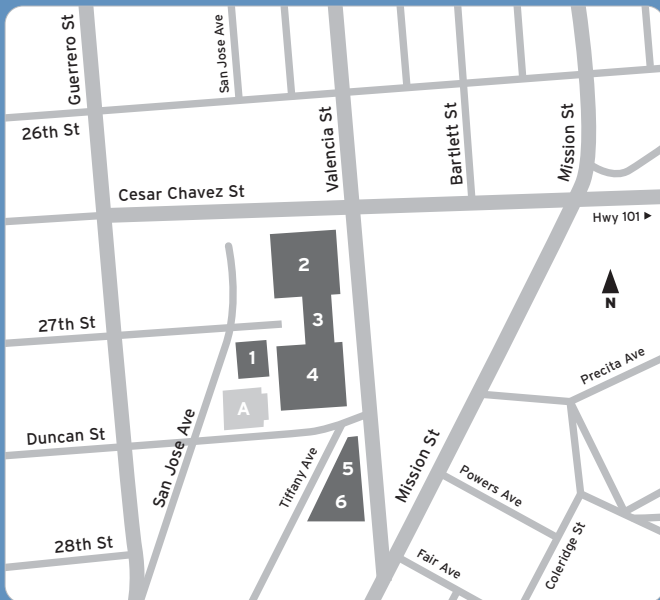 Guerrero St
San Jose Ave
26th St
Valencia St
Bartlett St
Mission St
Cesar Chavez St
Hwy 101 ▶
2
N
27th St
3
1
4
Precita Ave
A
Duncan St
San Jose Ave
Tiffany Ave
5
6
Mission St
Powers Ave
28th St
Fair Ave
Coleridge St